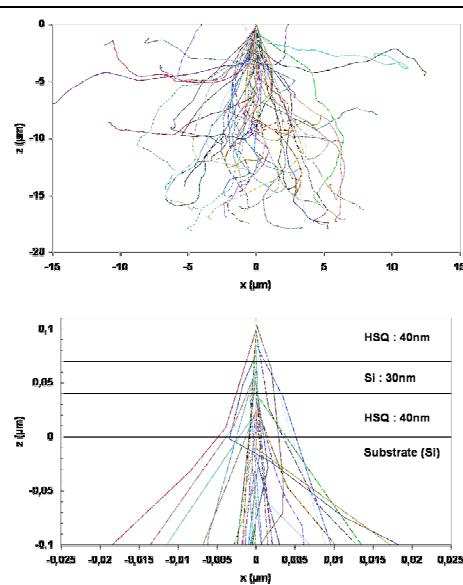 0
-5
-10
-15
-20
z (µm)
-15 -10 -5 0 5 10 15
x (µm)
0,1
0,05
0
-0,05
-0,1
z (µm)
HSQ : 40nm
Si : 30nm
HSQ : 40nm
Substrate (Si)
-0,025 -0,02 -0,015 -0,01 -0,005 0 0,005 0,01 0,015 0,02 0,025
x (µm)